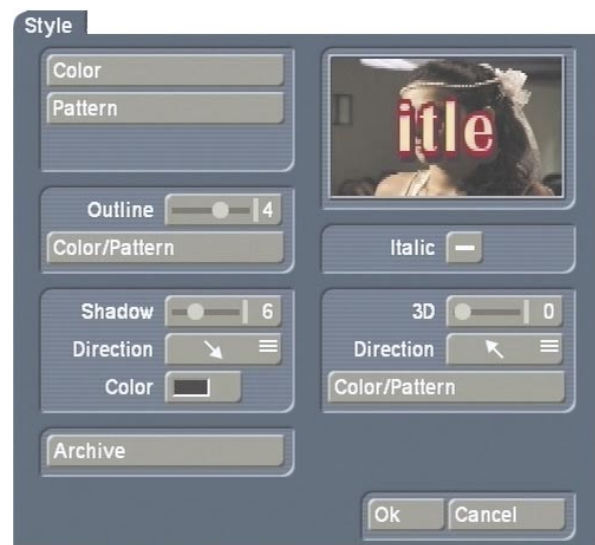 Style
Color
Pattern
itle
Outline 4
Color/Pattern
Italic
Shadow 6
3D 0
Direction
Direction
Color
Color/Pattern
Archive
Ok
Cancel